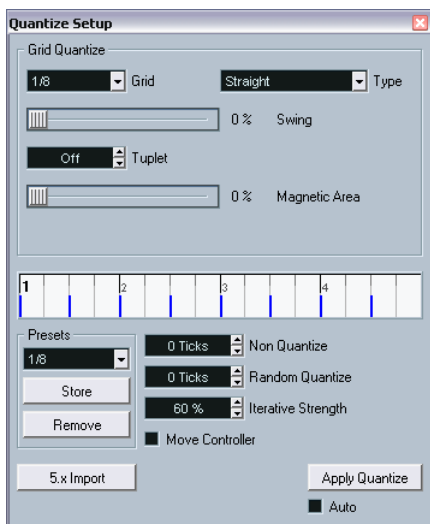 Quantize Setup
Grid Quantize
1/8 Grid Straight Type
0 % Swing
Off Tuplet
0 % Magnetic Area
1 2 3 4
Presets
1/8
Store
Remove
0 Ticks Non Quantize
0 Ticks Random Quantize
60 % Iterative Strength
Move Controller
5.x Import Apply Quantize
Auto